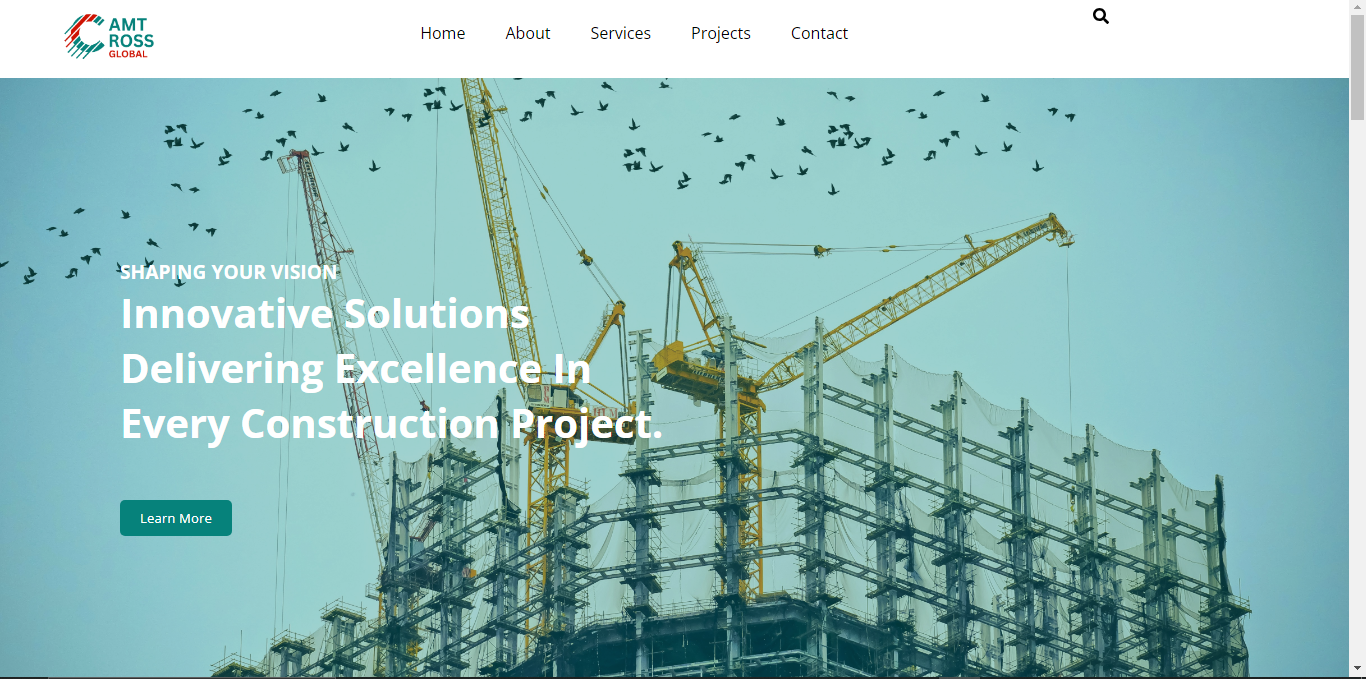 AMT
ROSS
GLOBAL
Home About Services Projects Contact
SHAPING YOUR VISION
Innovative Solutions
Delivering Excellence In
Every Construction Project.
Learn More